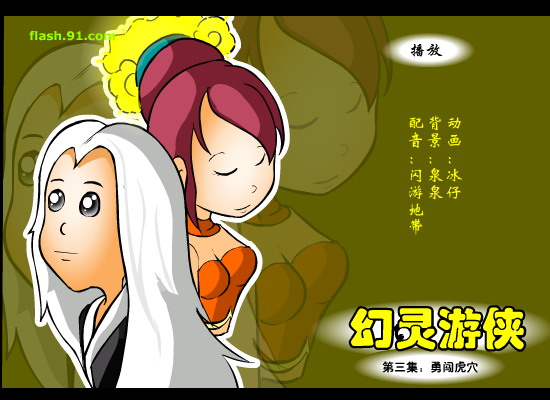 flash.91.com
播放
动画：冰仔
背景：泉泉
配音：闪游地带
幻灵游侠
第三集：勇闯虎穴